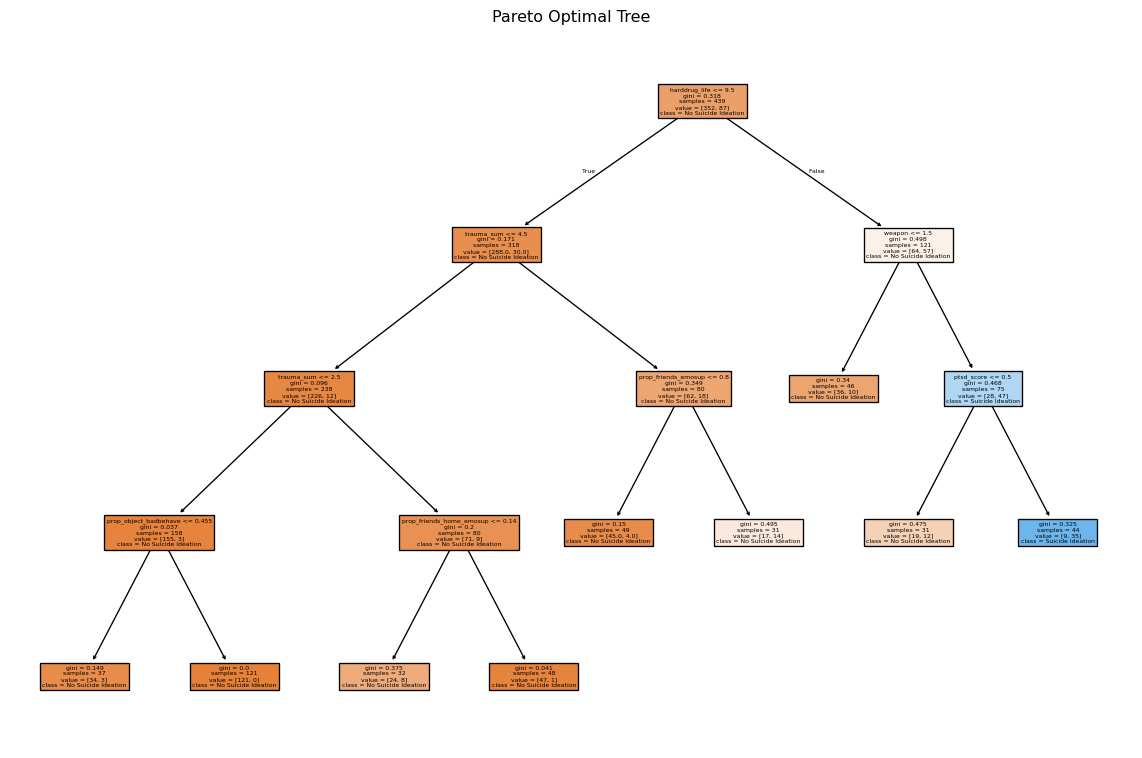 Pareto Optimal Tree
harddrug_life <= 9.5
gini = 0.318
samples = 439
value = [352, 87]
class = No Suicide Ideation
True
False
trauma_sum <= 4.5
gini = 0.171
samples = 318
value = [288.0, 30.0]
class = No Suicide Ideation
weapon <= 1.5
gini = 0.498
samples = 121
value = [64, 57]
class = No Suicide Ideation
trauma_sum <= 2.5
gini = 0.096
samples = 238
value = [226, 12]
class = No Suicide Ideation
prop_friends_emosup <= 0.8
gini = 0.349
samples = 80
value = [62, 18]
class = No Suicide Ideation
gini = 0.34
samples = 46
value = [36, 10]
class = No Suicide Ideation
ptsd_score <= 0.5
gini = 0.468
samples = 75
value = [28, 47]
class = Suicide Ideation
prop_object_badbehave <= 0.455
gini = 0.037
samples = 158
value = [155, 3]
class = No Suicide Ideation
prop_friends_home_emosup <= 0.14
gini = 0.2
samples = 80
value = [71, 9]
class = No Suicide Ideation
gini = 0.15
samples = 49
value = [45.0, 4.0]
class = No Suicide Ideation
gini = 0.495
samples = 31
value = [17, 14]
class = No Suicide Ideation
gini = 0.475
samples = 31
value = [19, 12]
class = No Suicide Ideation
gini = 0.325
samples = 44
value = [9, 35]
class = Suicide Ideation
gini = 0.149
samples = 37
value = [34, 3]
class = No Suicide Ideation
gini = 0.0
samples = 121
value = [121, 0]
class = No Suicide Ideation
gini = 0.375
samples = 32
value = [24, 8]
class = No Suicide Ideation
gini = 0.041
samples = 48
value = [47, 1]
class = No Suicide Ideation